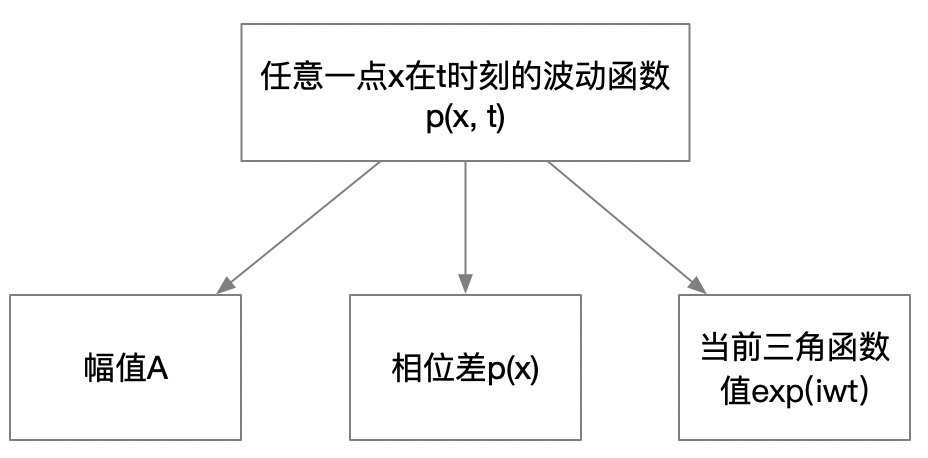 任意一点x在t时刻的波动函数
p(x, t)
幅值A
相位差p(x)
当前三角函数
值exp(iwt)